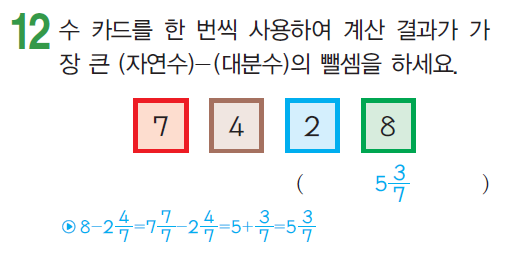 12 수 카드를 한 번씩 사용하여 계산 결과가 가
장 큰 (자연수)−(대분수)의 뺄셈을 하세요.
7 4 2 8
( 5 3/7 )
▶ 8−2 4/7=7 7/7−2 4/7=5+3/7=5 3/7